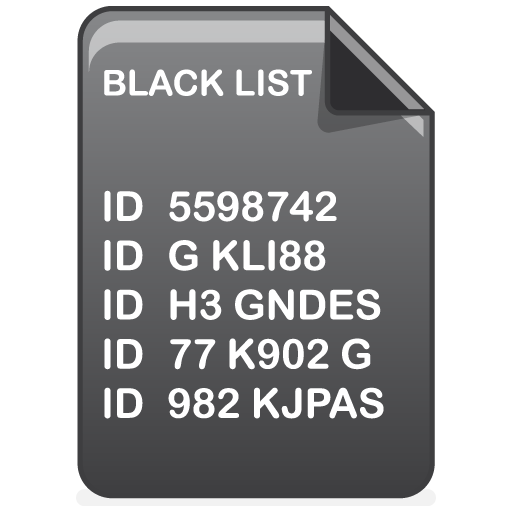 BLACK LIST
ID 5598742
ID G KLI88
ID H3 GNDES
ID 77 K902 G
ID 982 KJPAS